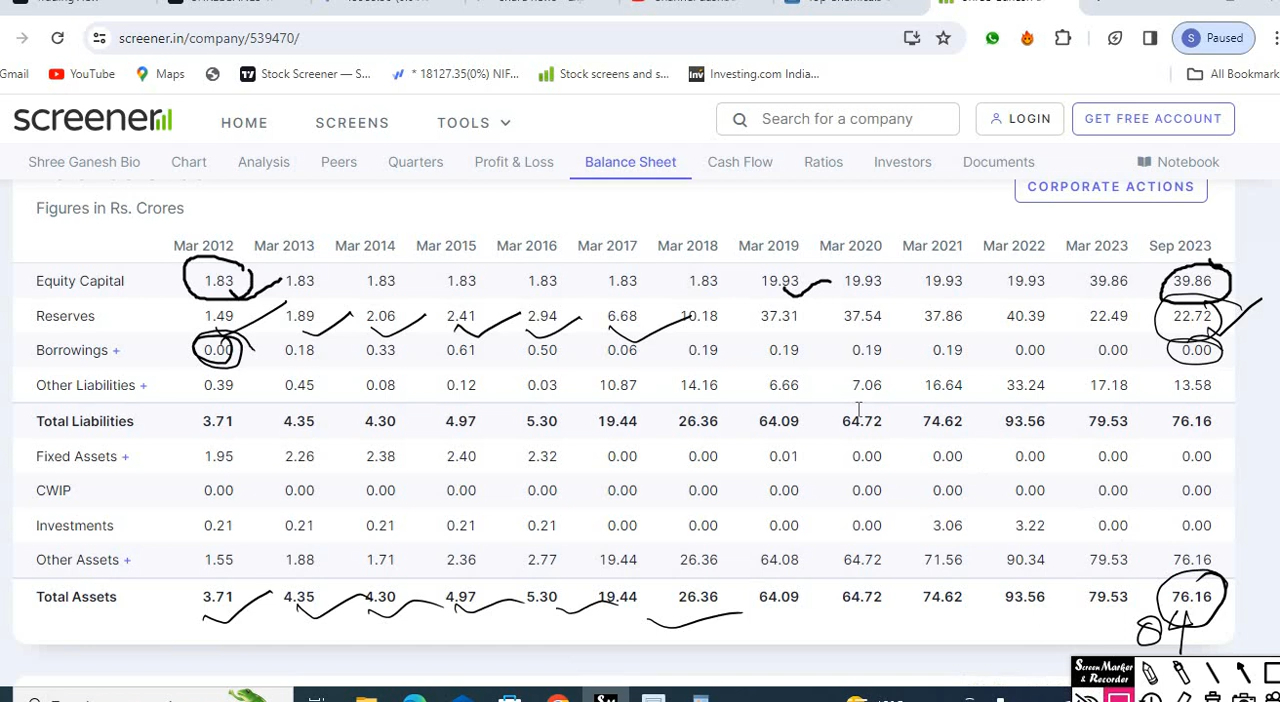 screener.in/company/539470/
S Paused
Gmail YouTube Maps Stock Screener — S... * 18127.35(0%) NIF... Stock screens and s... Investing.com India... All Bookmark
screener HOME SCREENS TOOLS Search for a company LOGIN GET FREE ACCOUNT
Shree Ganesh Bio Chart Analysis Peers Quarters Profit & Loss Balance Sheet Cash Flow Ratios Investors Documents Notebook
CORPORATE ACTIONS
Figures in Rs. Crores
Mar 2012 Mar 2013 Mar 2014 Mar 2015 Mar 2016 Mar 2017 Mar 2018 Mar 2019 Mar 2020 Mar 2021 Mar 2022 Mar 2023 Sep 2023
Equity Capital 1.83 1.83 1.83 1.83 1.83 1.83 1.83 19.93 19.93 19.93 19.93 39.86 39.86
Reserves 1.49 1.89 2.06 2.41 2.94 6.68 10.18 37.31 37.54 37.86 40.39 22.49 22.72
Borrowings + 0.00 0.18 0.33 0.61 0.50 0.06 0.19 0.19 0.19 0.19 0.00 0.00 0.00
Other Liabilities + 0.39 0.45 0.08 0.12 0.03 10.87 14.16 6.66 7.06 16.64 33.24 17.18 13.58
Total Liabilities 3.71 4.35 4.30 4.97 5.30 19.44 26.36 64.09 64.72 74.62 93.56 79.53 76.16
Fixed Assets + 1.95 2.26 2.38 2.40 2.32 0.00 0.00 0.01 0.00 0.00 0.00 0.00 0.00
CWIP 0.00 0.00 0.00 0.00 0.00 0.00 0.00 0.00 0.00 0.00 0.00 0.00 0.00
Investments 0.21 0.21 0.21 0.21 0.21 0.00 0.00 0.00 0.00 3.06 3.22 0.00 0.00
Other Assets + 1.55 1.88 1.71 2.36 2.77 19.44 26.36 64.08 64.72 71.56 90.34 79.53 76.16
Total Assets 3.71 4.35 4.30 4.97 5.30 19.44 26.36 64.09 64.72 74.62 93.56 79.53 76.16
8
Screen Marker
& Recorder